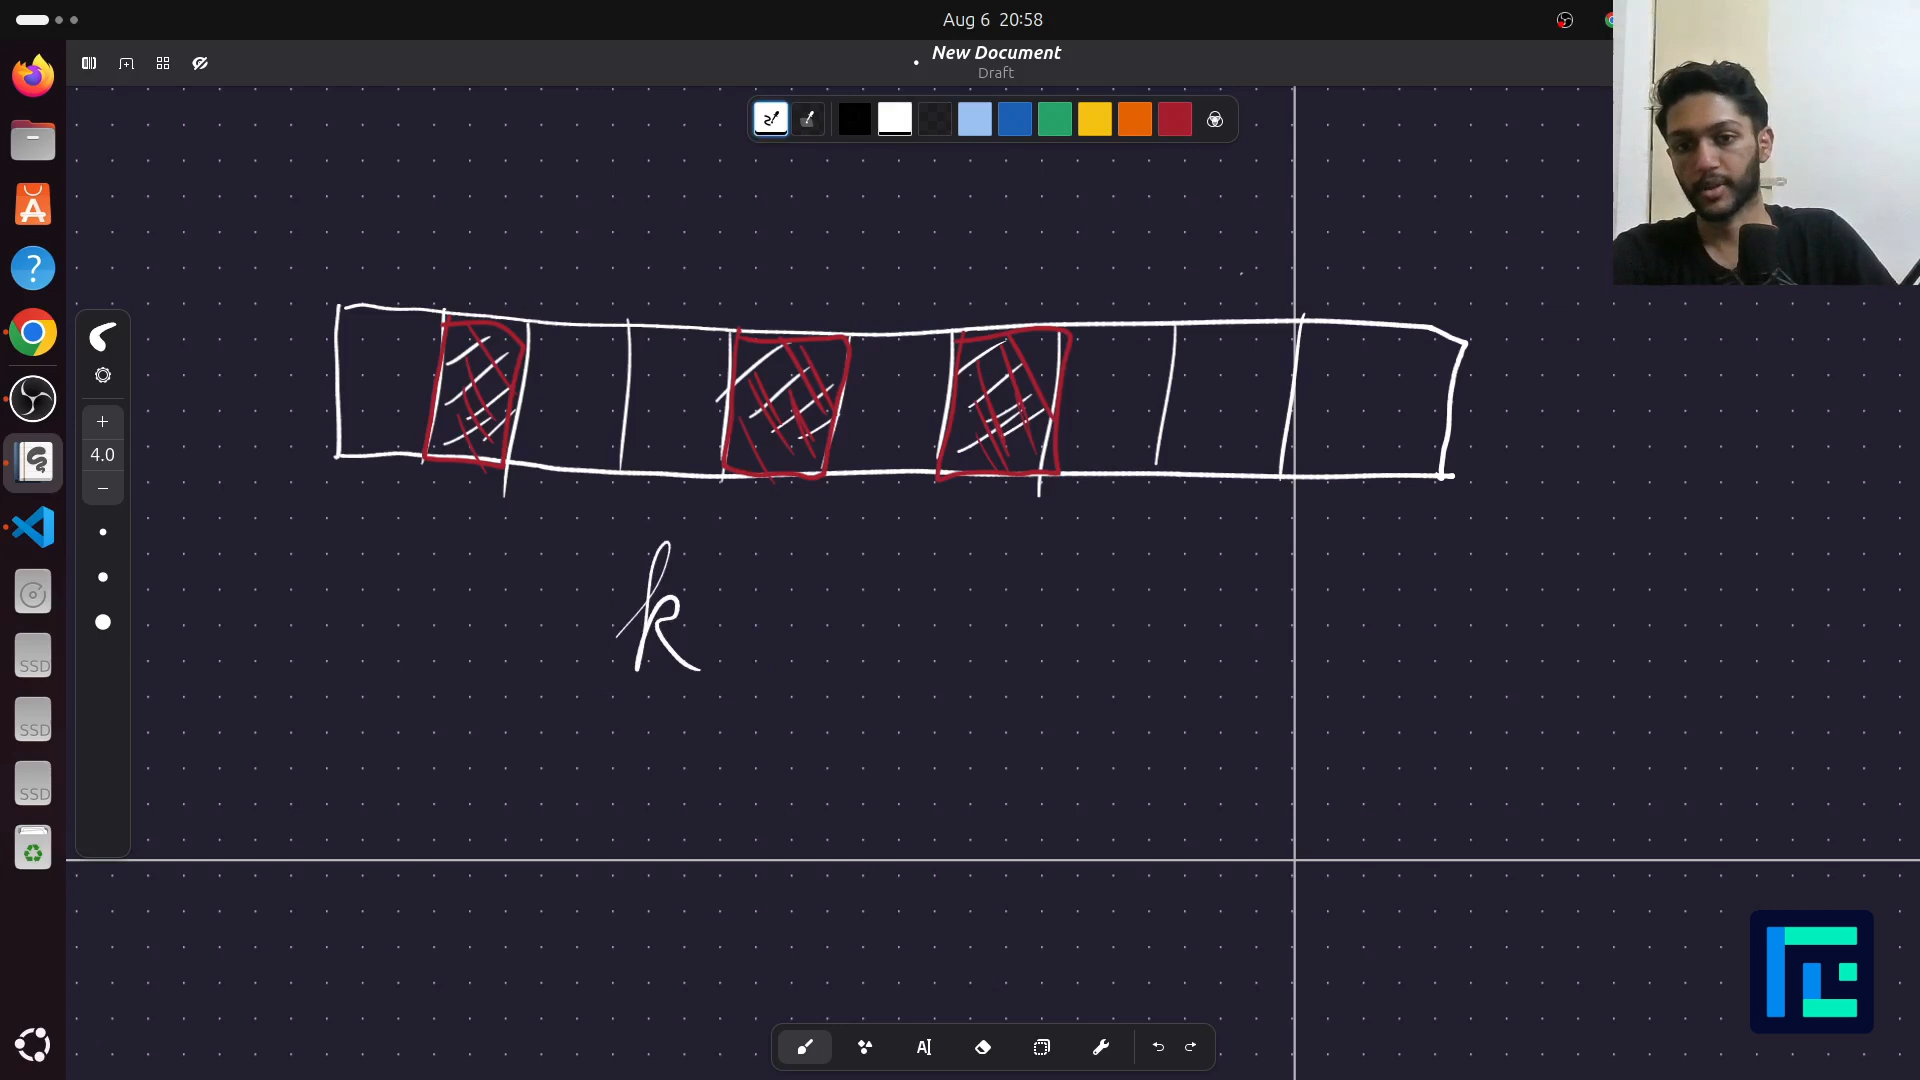 Aug 6 20:58
New Document
Draft
4.0
k
SSD
SSD
SSD